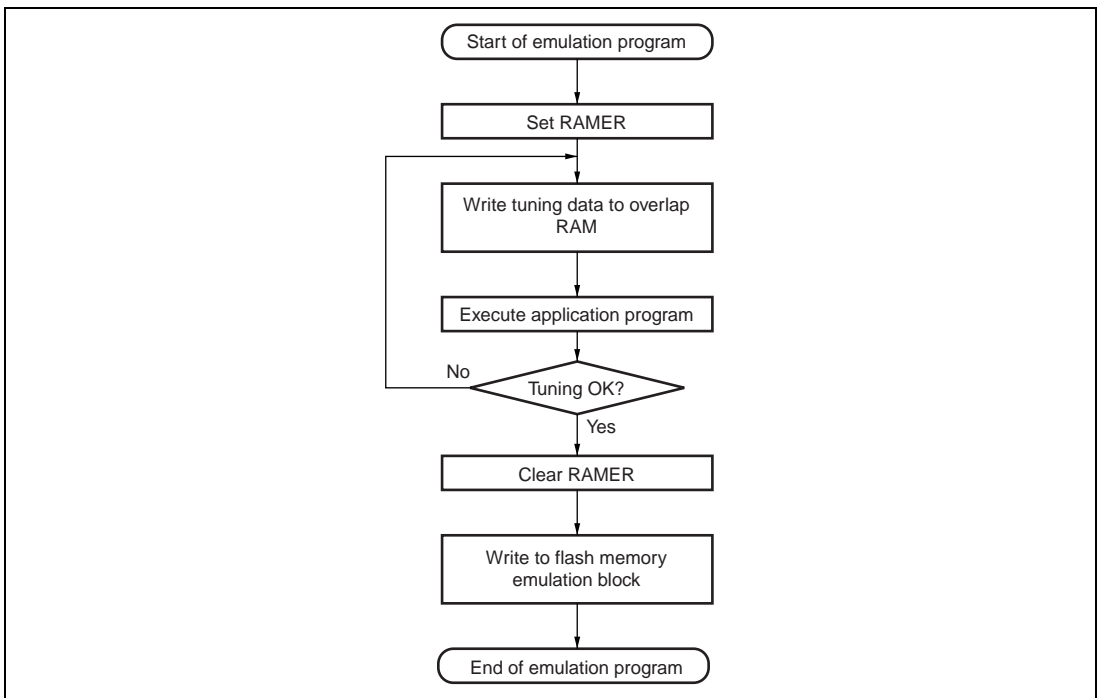 Start of emulation program
Set RAMER
Write tuning data to overlap
RAM
Execute application program
No
Tuning OK?
Yes
Clear RAMER
Write to flash memory
emulation block
End of emulation program